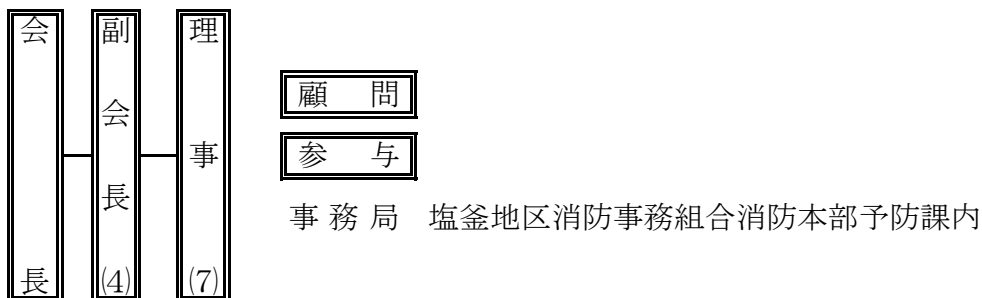 会長
副会長⑷
理事⑺
顧　問
参　与
事 務 局　塩釜地区消防事務組合消防本部予防課内